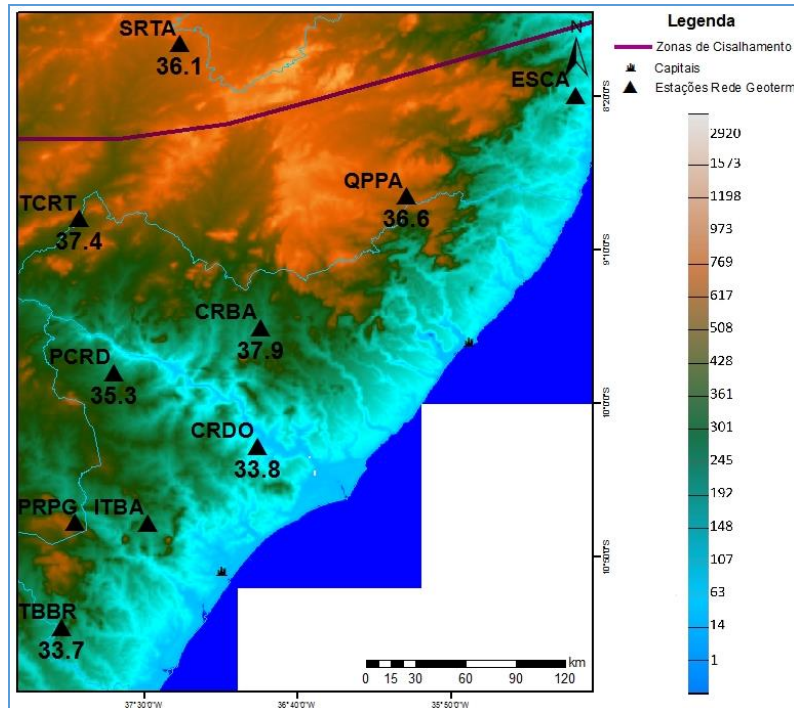 SRTA
36.1
N
ESCA
8°20'0"S
QPPA
36.6
TCRT
37.4
9°10'0"S
CRBA
37.9
PCRD
35.3
10°0'0"S
CRDO
33.8
PRPG
ITBA
10°50'0"S
TBBR
33.7
km
0 15 30 60 90 120
37°30'0"W
36°40'0"W
35°50'0"W
Legenda
Zonas de Cisalhamento
Capitais
Estações Rede Geoterm
2920
1573
1198
973
769
617
508
428
361
301
245
192
148
107
63
14
1